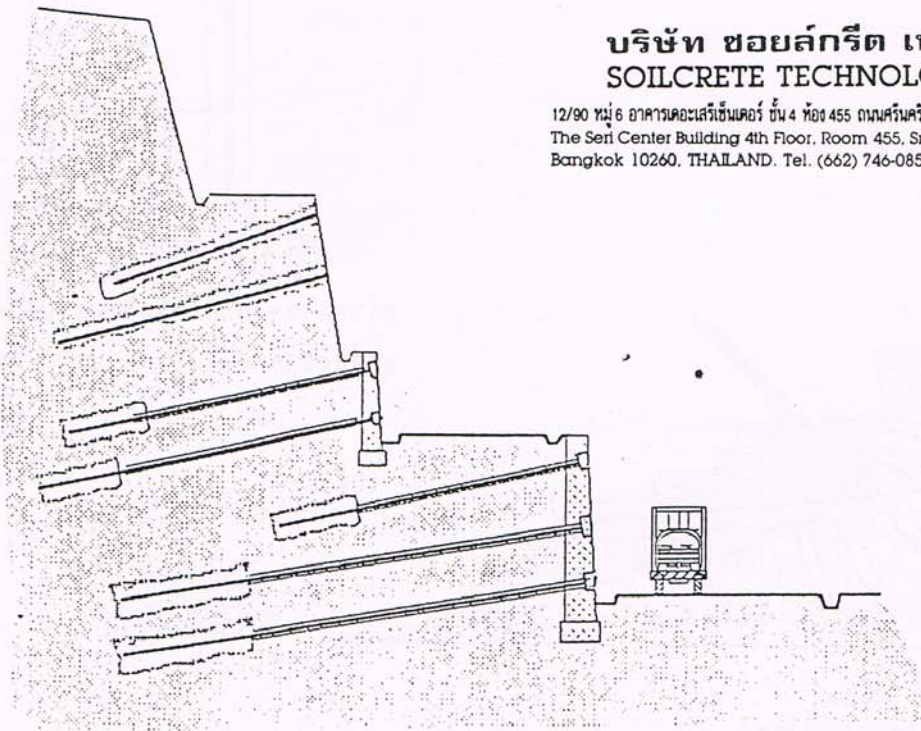 บริษัท ซอยล์กรีต
SOILCRETE TECHNOLO
12/90 หมู่ 6 อาคารเดอะเสรีเซ็นเตอร์ ชั้น 4 ห้อง 455 ถนนศรีนคริ
The Seri Center Building 4th Floor, Room 455, Sr
Bangkok 10260, THAILAND. Tel. (662) 746-085